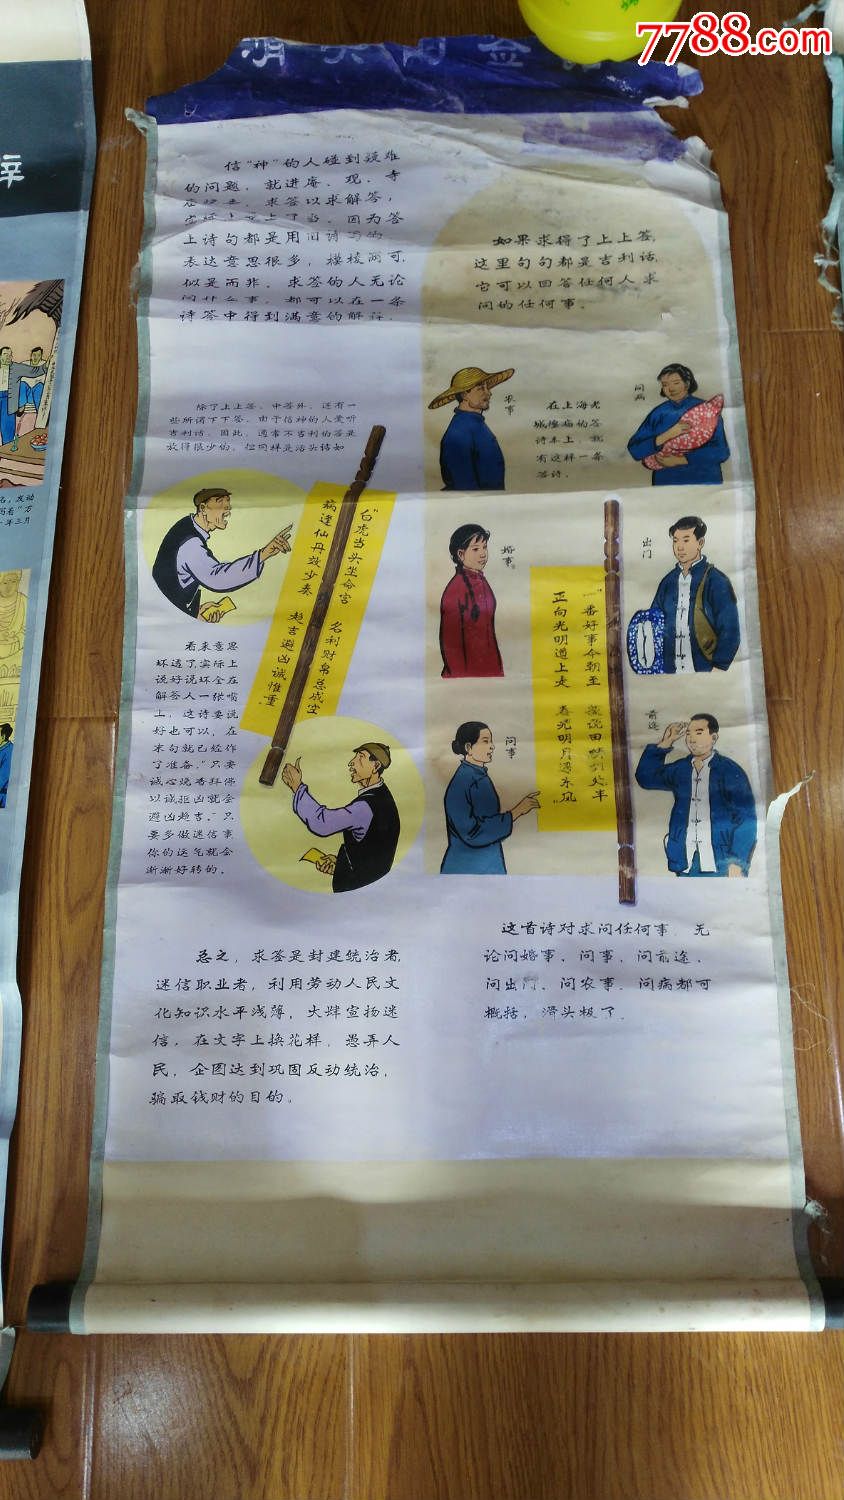 7788.com
信“神”的人碰到疑难
的问题,就进庵、观、寺
求签以求解答,
因为签
上诗句都是用旧诗写的
表达意思很多,模棱两可,
似是而非。求签的人无论
问什么事,都可以在一条
诗签中得到满意的解释。
如果求得了上上签,
这里句句都是吉利话,
它可以回答任何人求
问的任何事。
除了上上签、中签外,还有一
些所谓下下签。由于信神的人爱听
吉利话,因此,通常不吉利的签是
放得很少的,但同样是滑头诗如
农事
在上海老
城隍庙的签
诗本上,就
有这样一条
签诗。
问病
“白虎当头坐命宫
名利财帛总成空
病逢仙丹效少奏
趋吉避凶诚惟重”
婚事
出门
“一番好事今朝至
正向光明道上走
春光明月遇东风”
问事
前途
看来意思
坏透了实际上
说好说坏全在
解签人一张嘴
上,这诗要说
好也可以,在
末句就已经作
了准备。“只要
诚心烧香拜佛
以诚拒凶就会
避凶趋吉。”只
要多做迷信事
你的运气就会
渐渐好转的。
总之,求签是封建统治者,
迷信职业者,利用劳动人民文
化知识水平浅薄,大肆宣扬迷
信,在文字上换花样,愚弄人
民,企图达到巩固反动统治,
骗取钱财的目的。
这首诗对求问任何事,无
论问婚事、问事、问前途、
问出门、问农事、问病都可
概括,滑头极了。